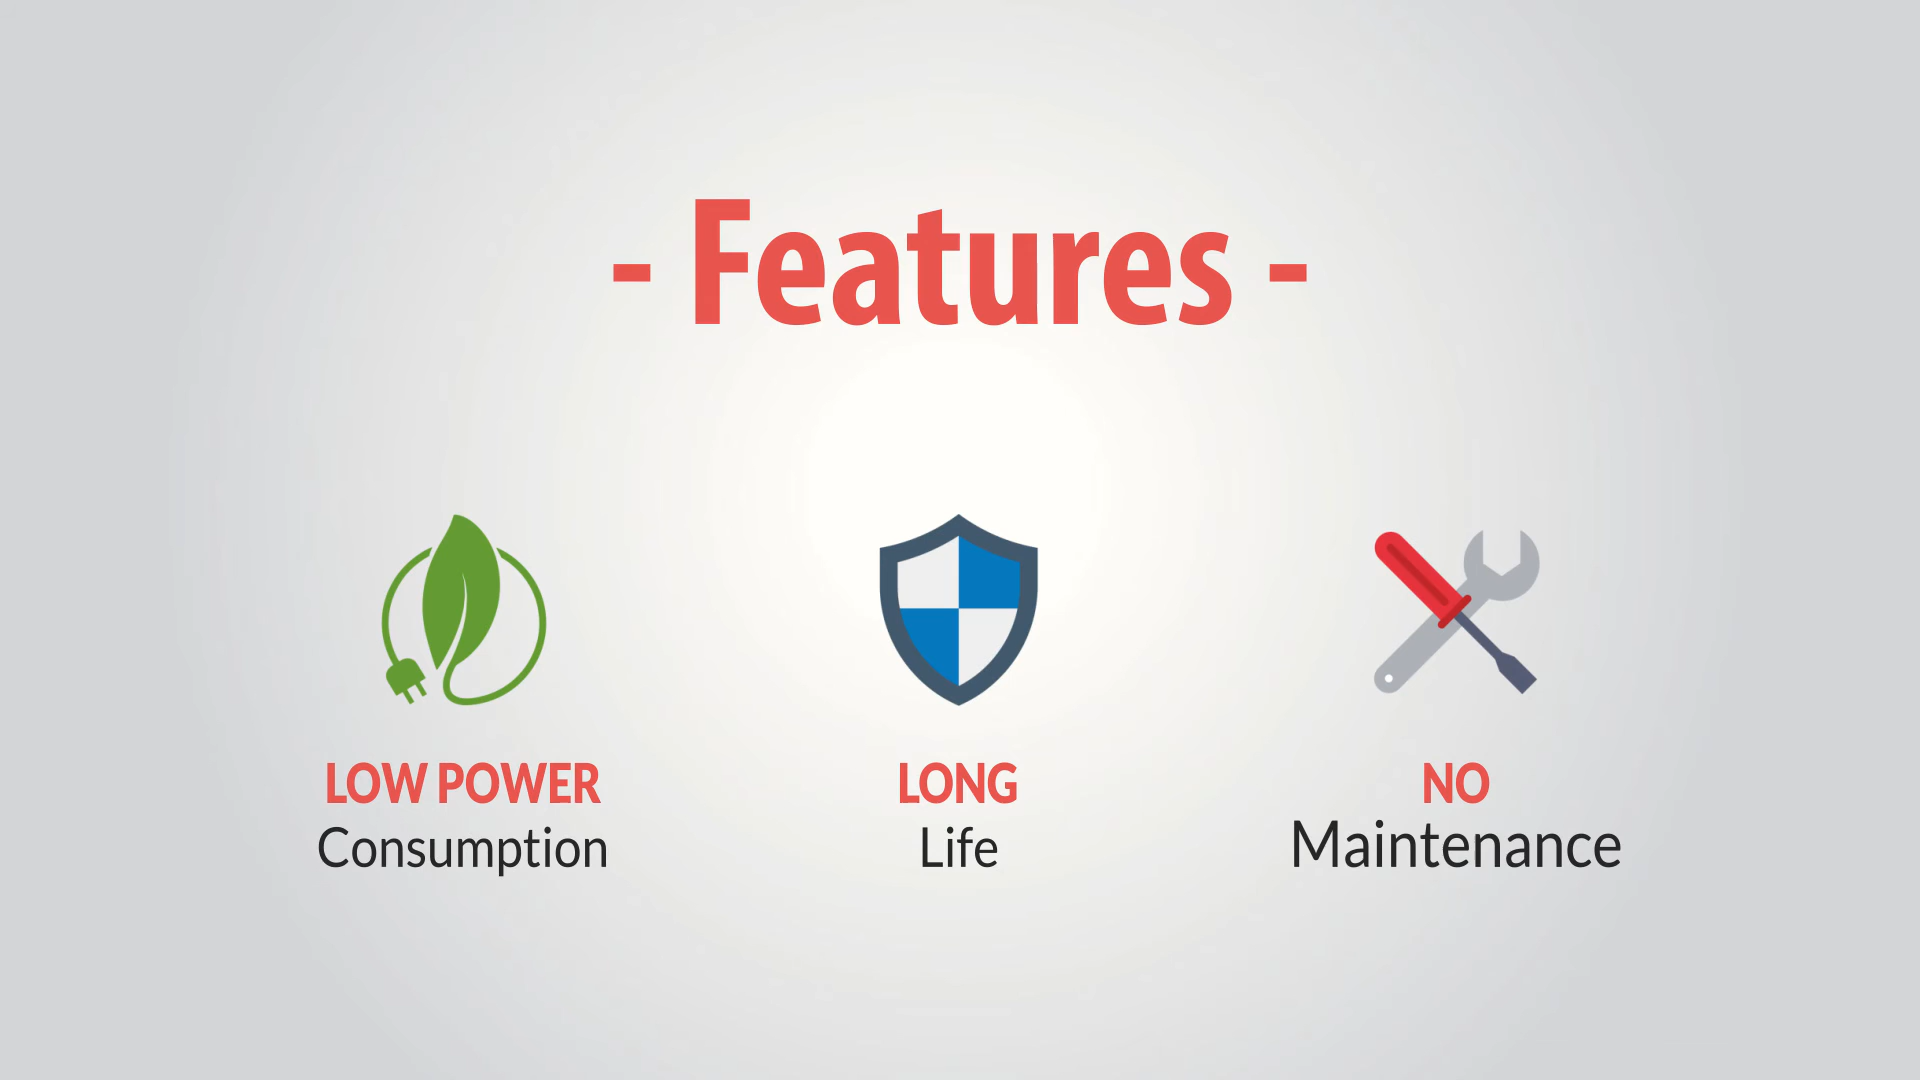 - Features -
LOW POWER
Consumption
LONG
Life
NO
Maintenance